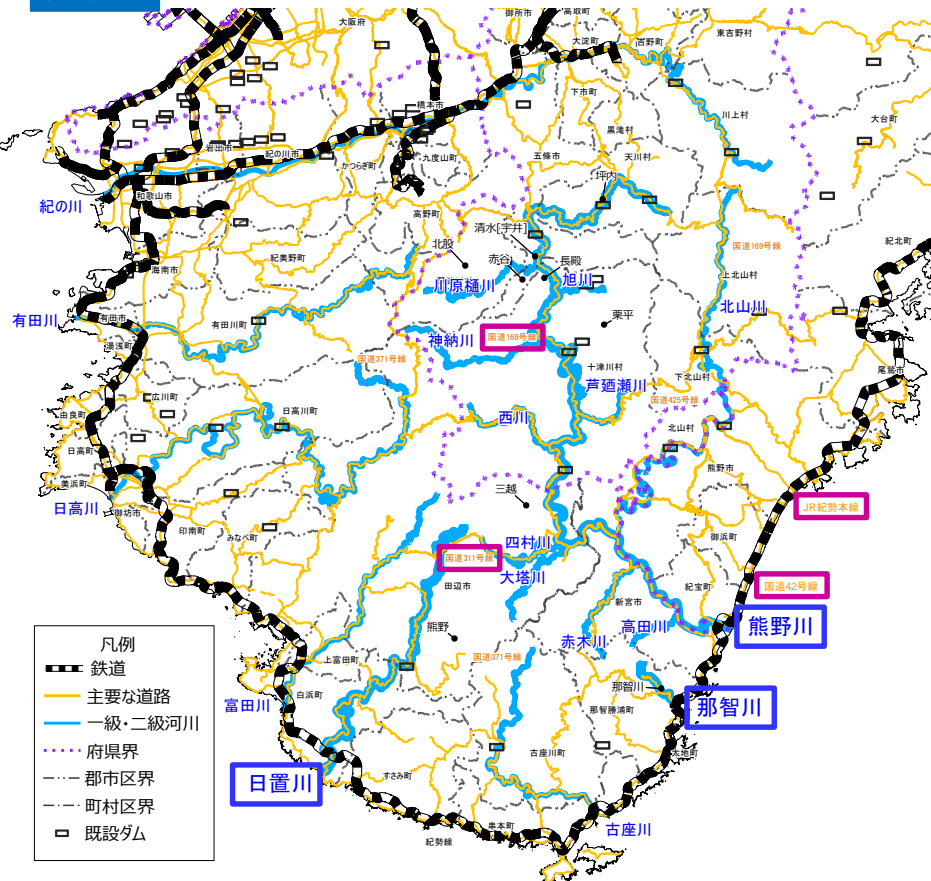 大阪府
御所市
高取町
大淀町
吉野町
東吉野村
下市町
橋本市
川上村
大台町
黒滝村
岩出市
紀の川市
かつらぎ町
九度山町
五條市
天川村
和歌山市
坪内
紀の川
高野町
清水[宇井]
北股
国道169号線
紀北町
紀美野町
赤谷
長殿
海南市
川原樋川
旭川
上北山村
北山川
有田川
有田市
有田川町
栗平
湯浅町
神納川
国道168号線
国道371号線
十津川村
下北山村
尾鷲市
芦廼瀬川
国道425号線
広川町
由良町
日高川町
西川
北山村
日高町
熊野市
美浜町
三越
JR紀勢本線
日高川
御坊市
印南町
みなべ町
四村川
御浜町
国道311号線
大塔川
田辺市
紀宝町
国道42号線
新宮市
熊野
高田川
熊野川
赤木川
上富田町
国道371号線
那智川
白浜町
富田川
那智勝浦町
那智川
古座川町
太地町
日置川
すさみ町
串本町
古座川
紀勢線
凡例
鉄道
主要な道路
一級・二級河川
府県界
郡市区界
町村区界
既設ダム